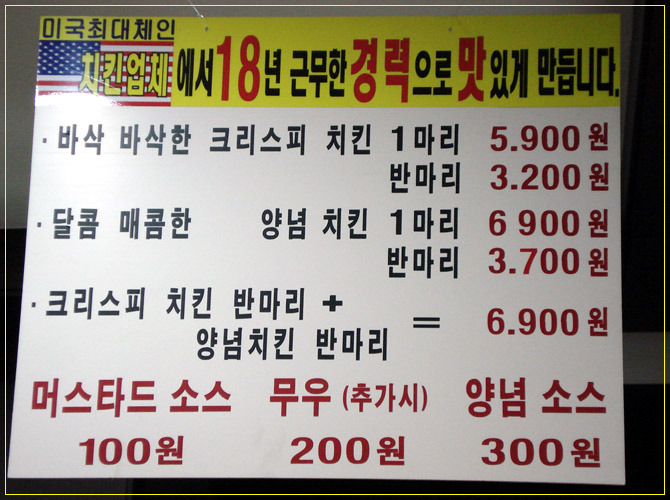 미국최대체인
치킨업체에서 18년 근무한 경력으로 맛있게 만듭니다.
· 바삭 바삭한 크리스피 치킨 1마리 5.900원
반마리 3.200원
· 달콤 매콤한 양념 치킨 1마리 6 900원
반마리 3.700원
· 크리스피 치킨 반마리 +
양념치킨 반마리 = 6.900원
머스타드 소스 무우 (추가시) 양념 소스
100원 200원 300원